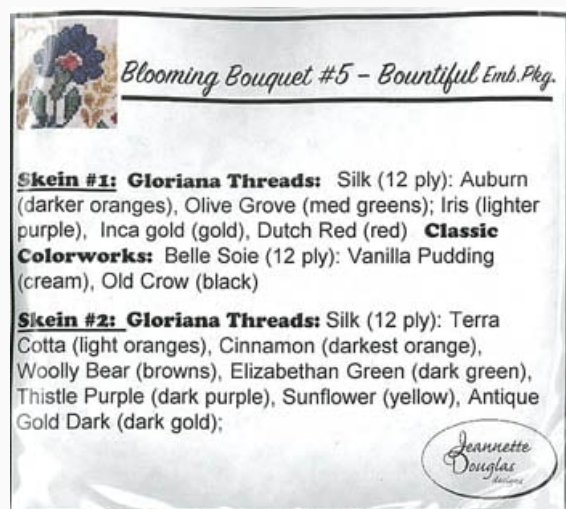 Blooming Bouquet #5 - Bountiful Emb.Pkg.
Skein #1: Gloriana Threads: Silk (12 ply): Auburn
(darker oranges), Olive Grove (med greens); Iris (lighter
purple), Inca gold (gold), Dutch Red (red) Classic
Colorworks: Belle Soie (12 ply): Vanilla Pudding
(cream), Old Crow (black)
Skein #2: Gloriana Threads: Silk (12 ply): Terra
Cotta (light oranges), Cinnamon (darkest orange),
Woolly Bear (browns), Elizabethan Green (dark green),
Thistle Purple (dark purple), Sunflower (yellow), Antique
Gold Dark (dark gold);
Jeannette
Douglas
designs